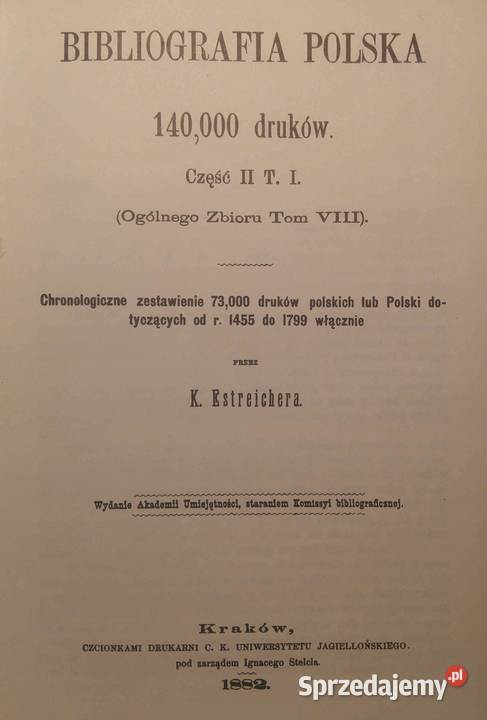 BIBLIOGRAFIA POLSKA
140,000 druków.
Część II T. I.
(Ogólnego Zbioru Tom VIII).
Chronologiczne zestawienie 73,000 druków polskich lub Polski do-
tyczących od r. 1455 do 1799 włącznie
PRZEZ
K. Estreichera.
Wydanie Akademii Umiejętności, staraniem Komissyi bibliograficznej.
Kraków,
CZCIONKAMI DRUKARNI C. K. UNIWERSYTETU JAGIELLOŃSKIEGO.
pod zarządem Ignacego Stelcla.
1882.
Sprzedajemy.pl